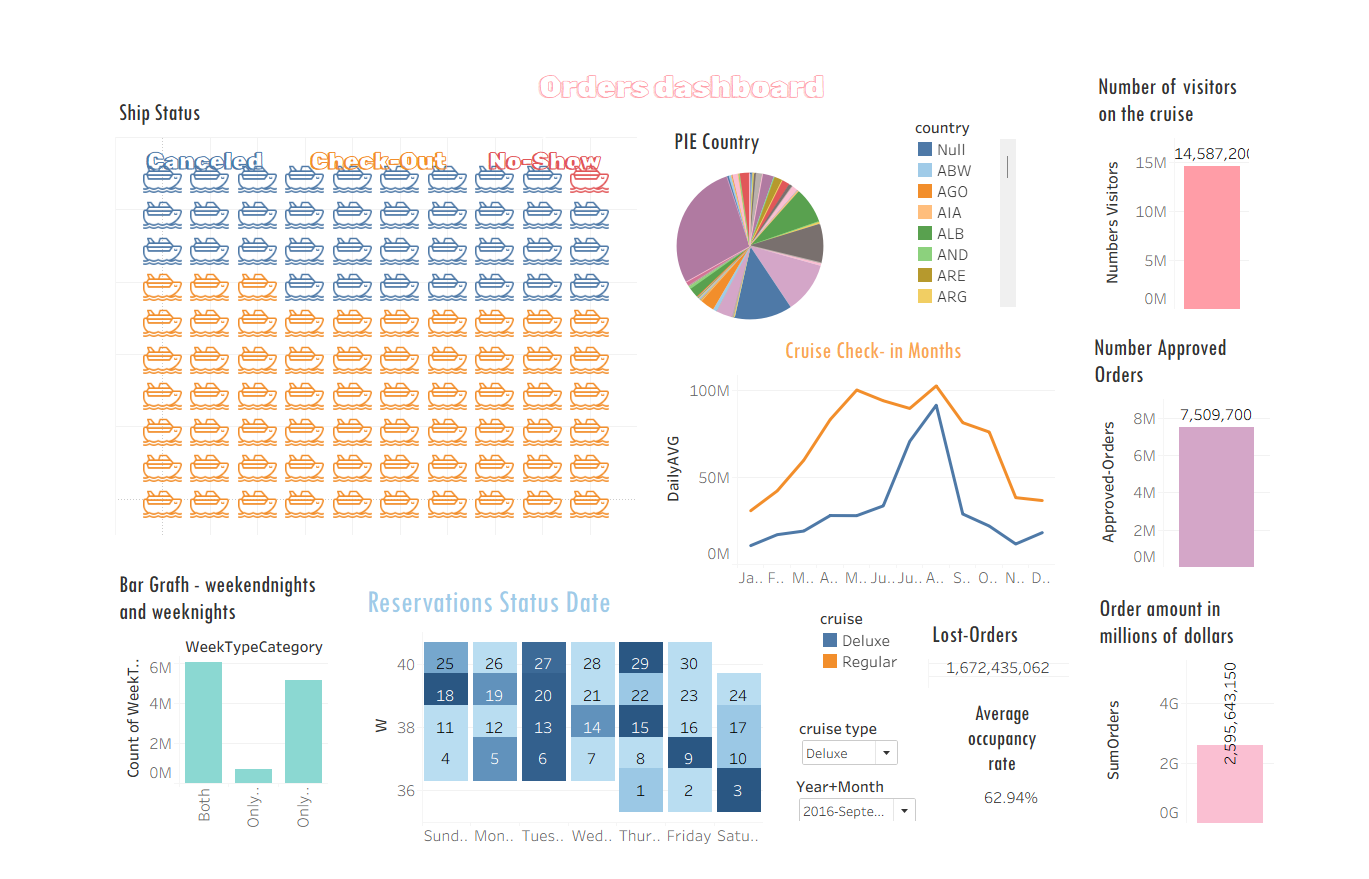 Orders dashboard
Ship Status
Canceled
Check-Out
No-Show
PIE Country
country
Null
ABW
AGO
AIA
ALB
AND
ARE
ARG
Number of visitors
on the cruise
14,587,200
Numbers Visitors
15M
10M
5M
0M
Cruise Check- in Months
DailyAVG
100M
50M
0M
Ja.. F.. M.. A.. M.. Ju.. Ju.. A.. S.. O.. N.. D..
Number Approved
Orders
7,509,700
Approved-Orders
8M
6M
4M
2M
0M
Bar Grafh - weekendnights
and weeknights
WeekTypeCategory
Count of WeekT..
6M
4M
2M
0M
Both
Only..
Only..
Reservations Status Date
W
40
38
36
25 26 27 28 29 30
18 19 20 21 22 23 24
11 12 13 14 15 16 17
4 5 6 7 8 9 10
1 2 3
Sund.. Mon.. Tues.. Wed.. Thur.. Friday Satu..
cruise
Deluxe
Regular
cruise type
Deluxe
Year+Month
2016-Septe...
Lost-Orders
1,672,435,062
Average
occupancy
rate
62.94%
Order amount in
millions of dollars
2,595,643,150
SumOrders
4G
2G
0G